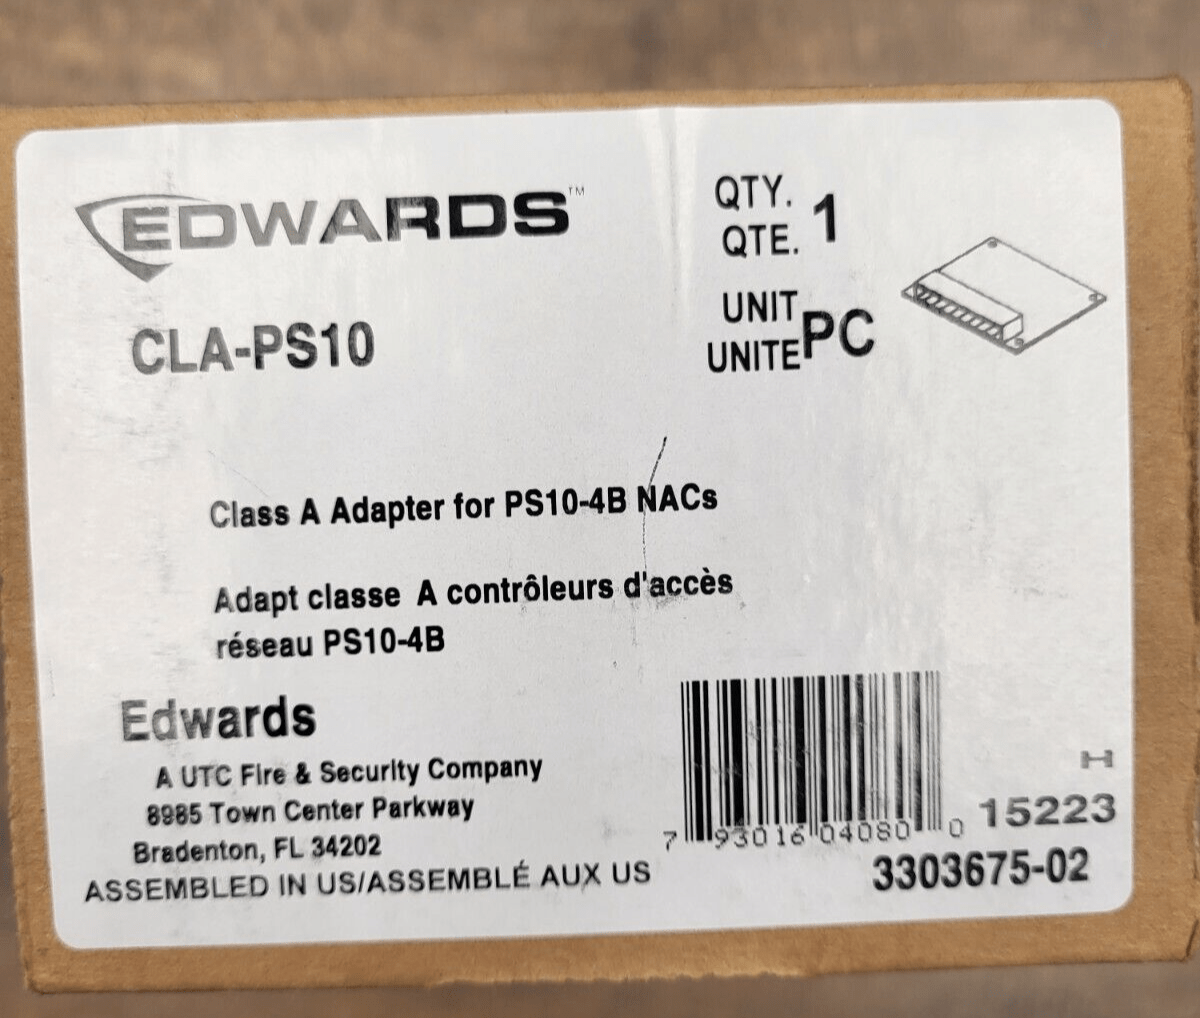 EDWARDS™
QTY.
QTE. 1
CLA-PS10
UNIT
UNITE PC
Class A Adapter for PS10-4B NACs
Adapt classe A contrôleurs d'accès
réseau PS10-4B
Edwards
A UTC Fire & Security Company
8985 Town Center Parkway
Bradenton, FL 34202
ASSEMBLED IN US/ASSEMBLÉ AUX US
7 93016 04080 0
H
15223
3303675-02